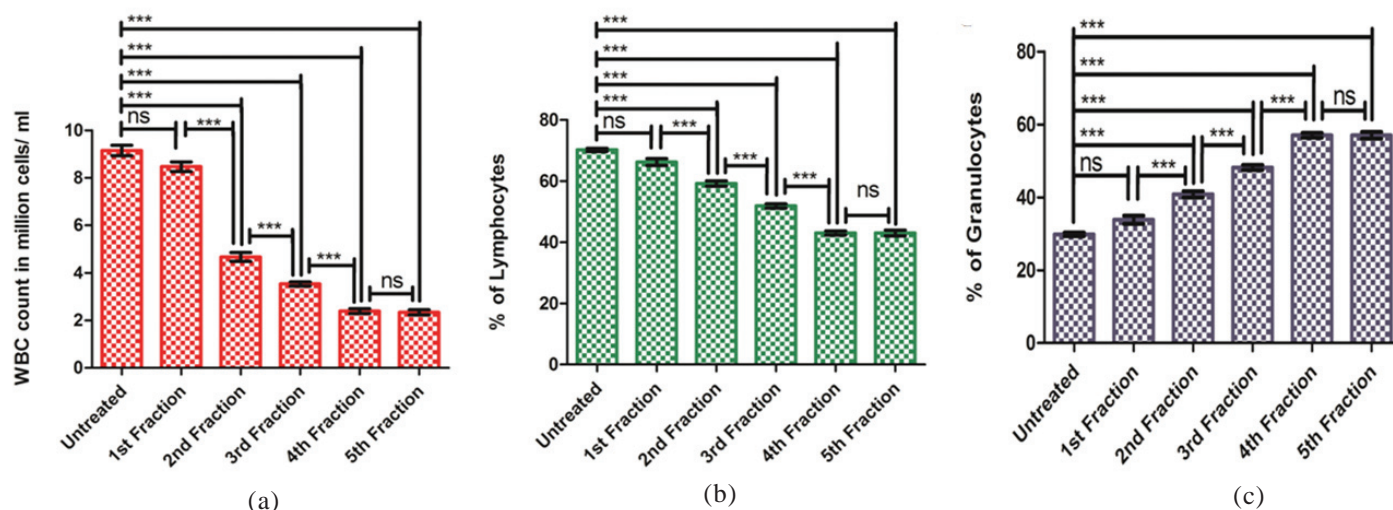 ***
***
***
***
ns
***
***
***
ns
WBC count in million cells/ ml
10
8
6
4
2
0
Untreated
1st Fraction
2nd Fraction
3rd Fraction
4th Fraction
5th Fraction
(a)
***
***
***
***
ns
***
***
***
ns
% of Lymphocytes
80
60
40
20
0
Untreated
1st Fraction
2nd Fraction
3rd Fraction
4th Fraction
5th Fraction
(b)
***
***
***
***
ns
***
***
***
ns
% of Granulocytes
80
60
40
20
0
Untreated
1st Fraction
2nd Fraction
3rd Fraction
4th Fraction
5th Fraction
(c)